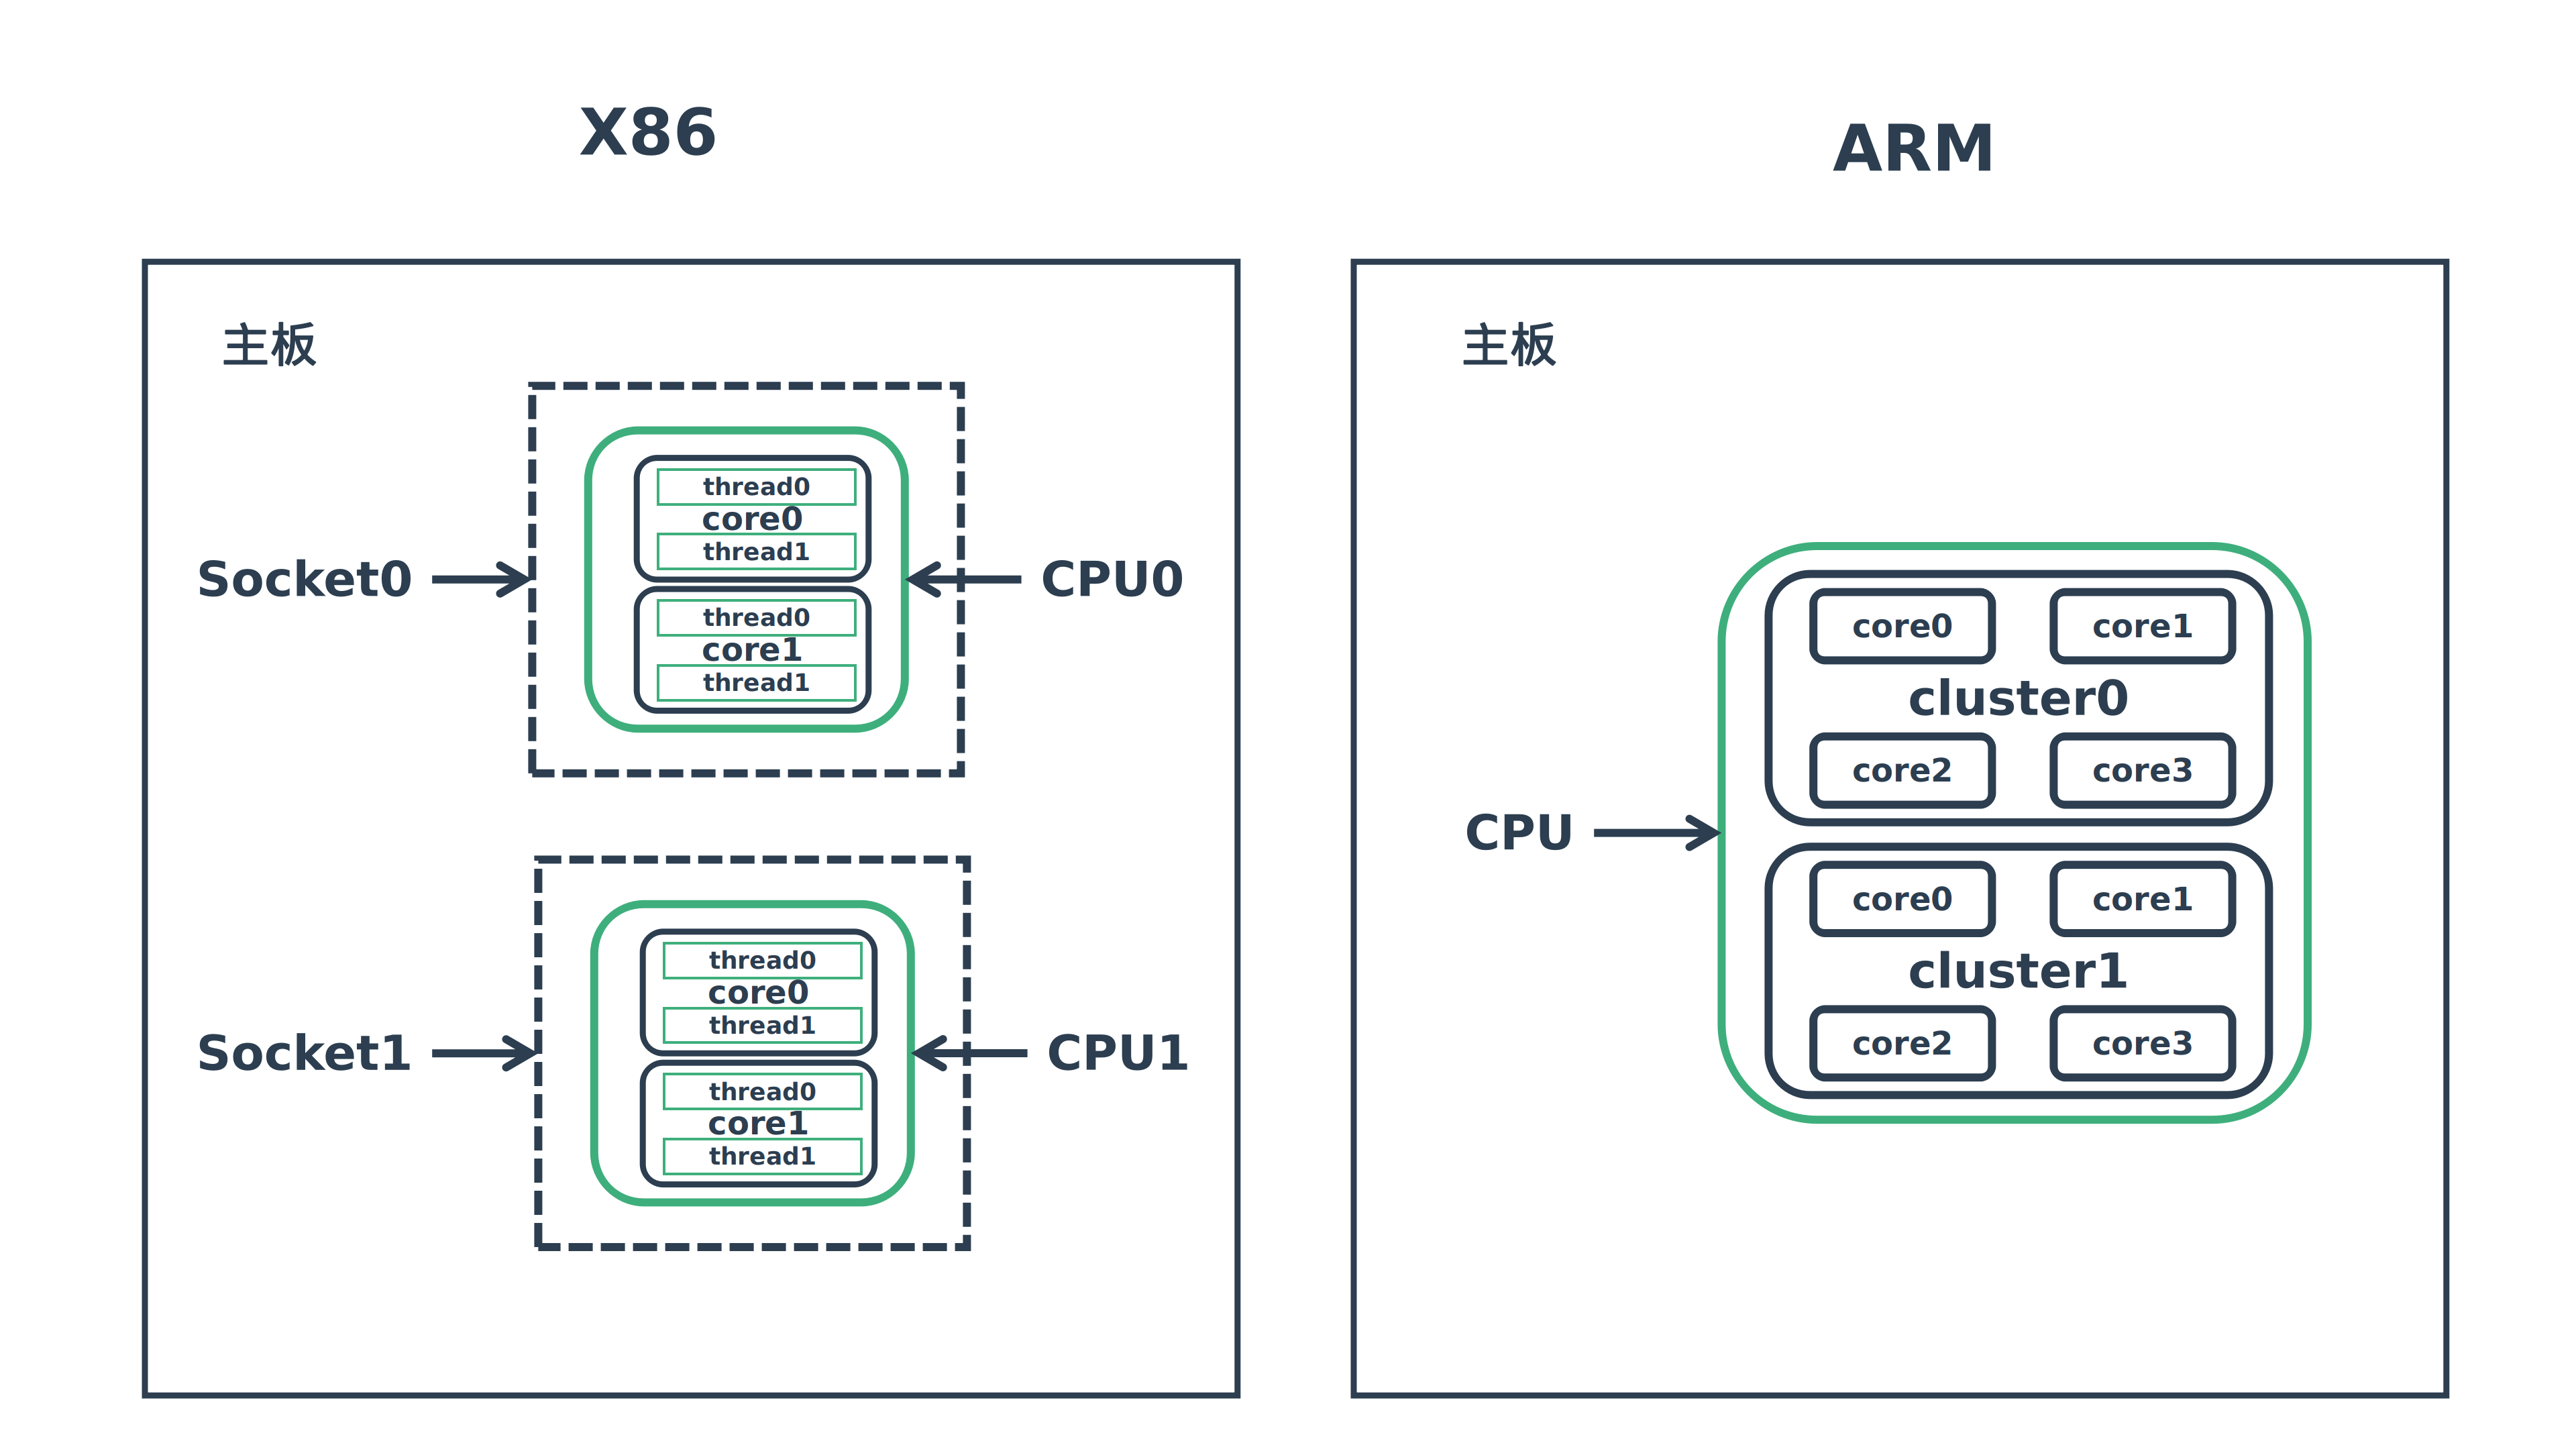 X86
主板
Socket0
thread0
core0
thread1
thread0
core1
thread1
CPU0
Socket1
thread0
core0
thread1
thread0
core1
thread1
CPU1
ARM
主板
CPU
core0 core1
cluster0
core2 core3
core0 core1
cluster1
core2 core3